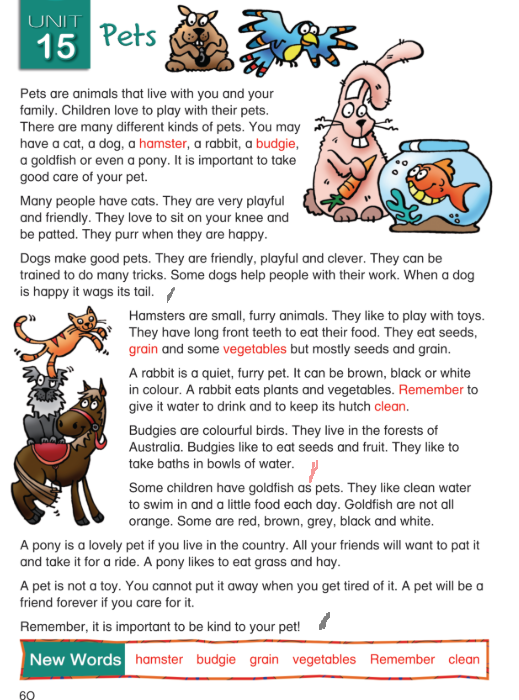 UNIT
15
Pets
Pets are animals that live with you and your
family. Children love to play with their pets.
There are many different kinds of pets. You may
have a cat, a dog, a hamster, a rabbit, a budgie,
a goldfish or even a pony. It is important to take
good care of your pet.
Many people have cats. They are very playful
and friendly. They love to sit on your knee and
be patted. They purr when they are happy.
Dogs make good pets. They are friendly, playful and clever. They can be
trained to do many tricks. Some dogs help people with their work. When a dog
is happy it wags its tail.
Hamsters are small, furry animals. They like to play with toys.
They have long front teeth to eat their food. They eat seeds,
grain and some vegetables but mostly seeds and grain.
A rabbit is a quiet, furry pet. It can be brown, black or white
in colour. A rabbit eats plants and vegetables. Remember to
give it water to drink and to keep its hutch clean.
Budgies are colourful birds. They live in the forests of
Australia. Budgies like to eat seeds and fruit. They like to
take baths in bowls of water.
Some children have goldfish as pets. They like clean water
to swim in and a little food each day. Goldfish are not all
orange. Some are red, brown, grey, black and white.
A pony is a lovely pet if you live in the country. All your friends will want to pat it
and take it for a ride. A pony likes to eat grass and hay.
A pet is not a toy. You cannot put it away when you get tired of it. A pet will be a
friend forever if you care for it.
Remember, it is important to be kind to your pet!
New Words hamster budgie grain vegetables Remember clean
60